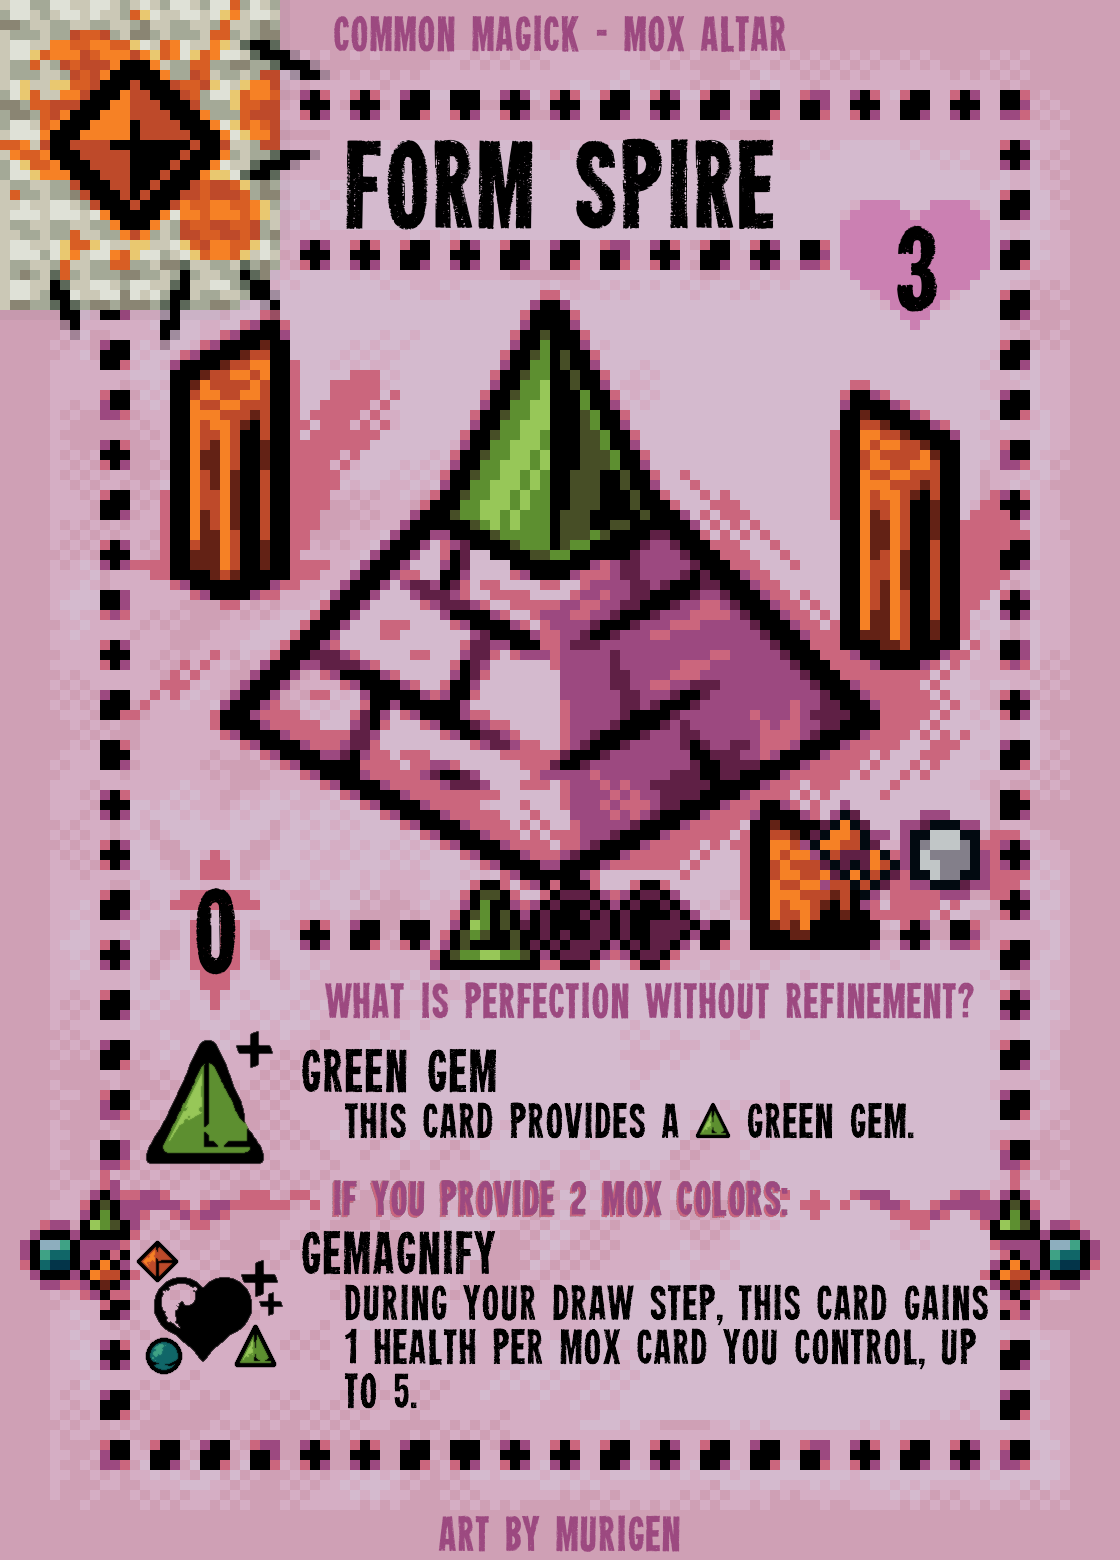 COMMON MAGICK - MOX ALTAR
FORM SPIRE
3
0
WHAT IS PERFECTION WITHOUT REFINEMENT?
GREEN GEM
THIS CARD PROVIDES A GREEN GEM.
IF YOU PROVIDE 2 MOX COLORS:
GEMAGNIFY
DURING YOUR DRAW STEP, THIS CARD GAINS
1 HEALTH PER MOX CARD YOU CONTROL, UP
TO 5.
ART BY MURIGEN